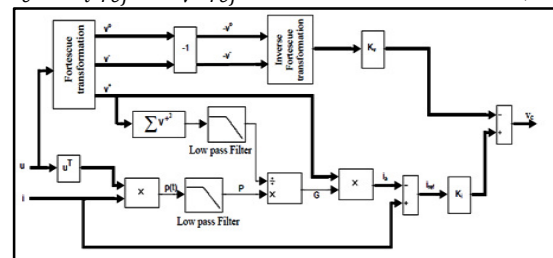 Fortescue
transformation
v⁰
v⁻
v⁺
-1
-v⁰
-v⁻
Inverse
Fortescue
transformation
Kv
-
+
vc
∑ v⁺²
Low pass Filter
u
uᵀ
i
×
p(t)
P
Low pass Filter
÷
×
G
×
ia
-
+
iref
Ki